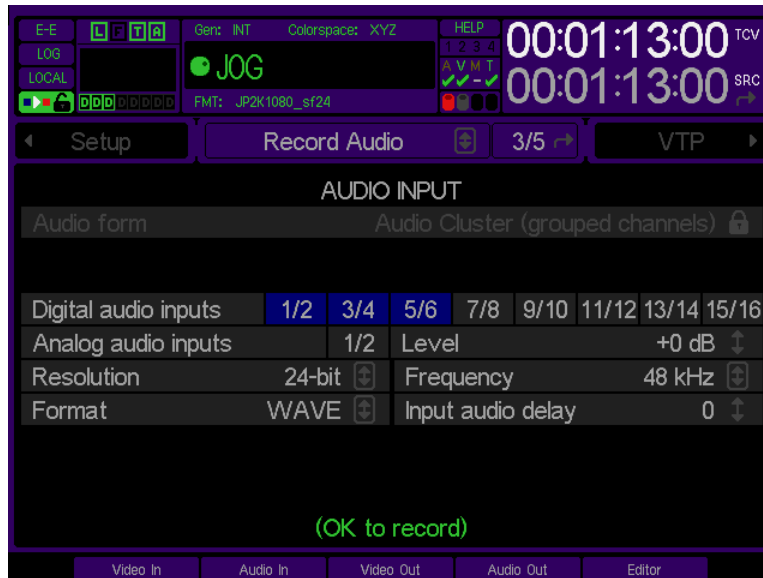 E-E L F T A Gen: INT Colorspace: XYZ HELP 00:01:13:00 TCV
LOG 1 2 3 4
JOG A V M T
LOCAL 00:01:13:00 SRC
D D D D D D D D FMT: JP2K1080_sf24
Setup Record Audio 3/5 VTP
AUDIO INPUT
Audio form Audio Cluster (grouped channels)
Digital audio inputs 1/2 3/4 5/6 7/8 9/10 11/12 13/14 15/16
Analog audio inputs 1/2 Level +0 dB
Resolution 24-bit Frequency 48 kHz
Format WAVE Input audio delay 0
(OK to record)
Video In Audio In Video Out Audio Out Editor